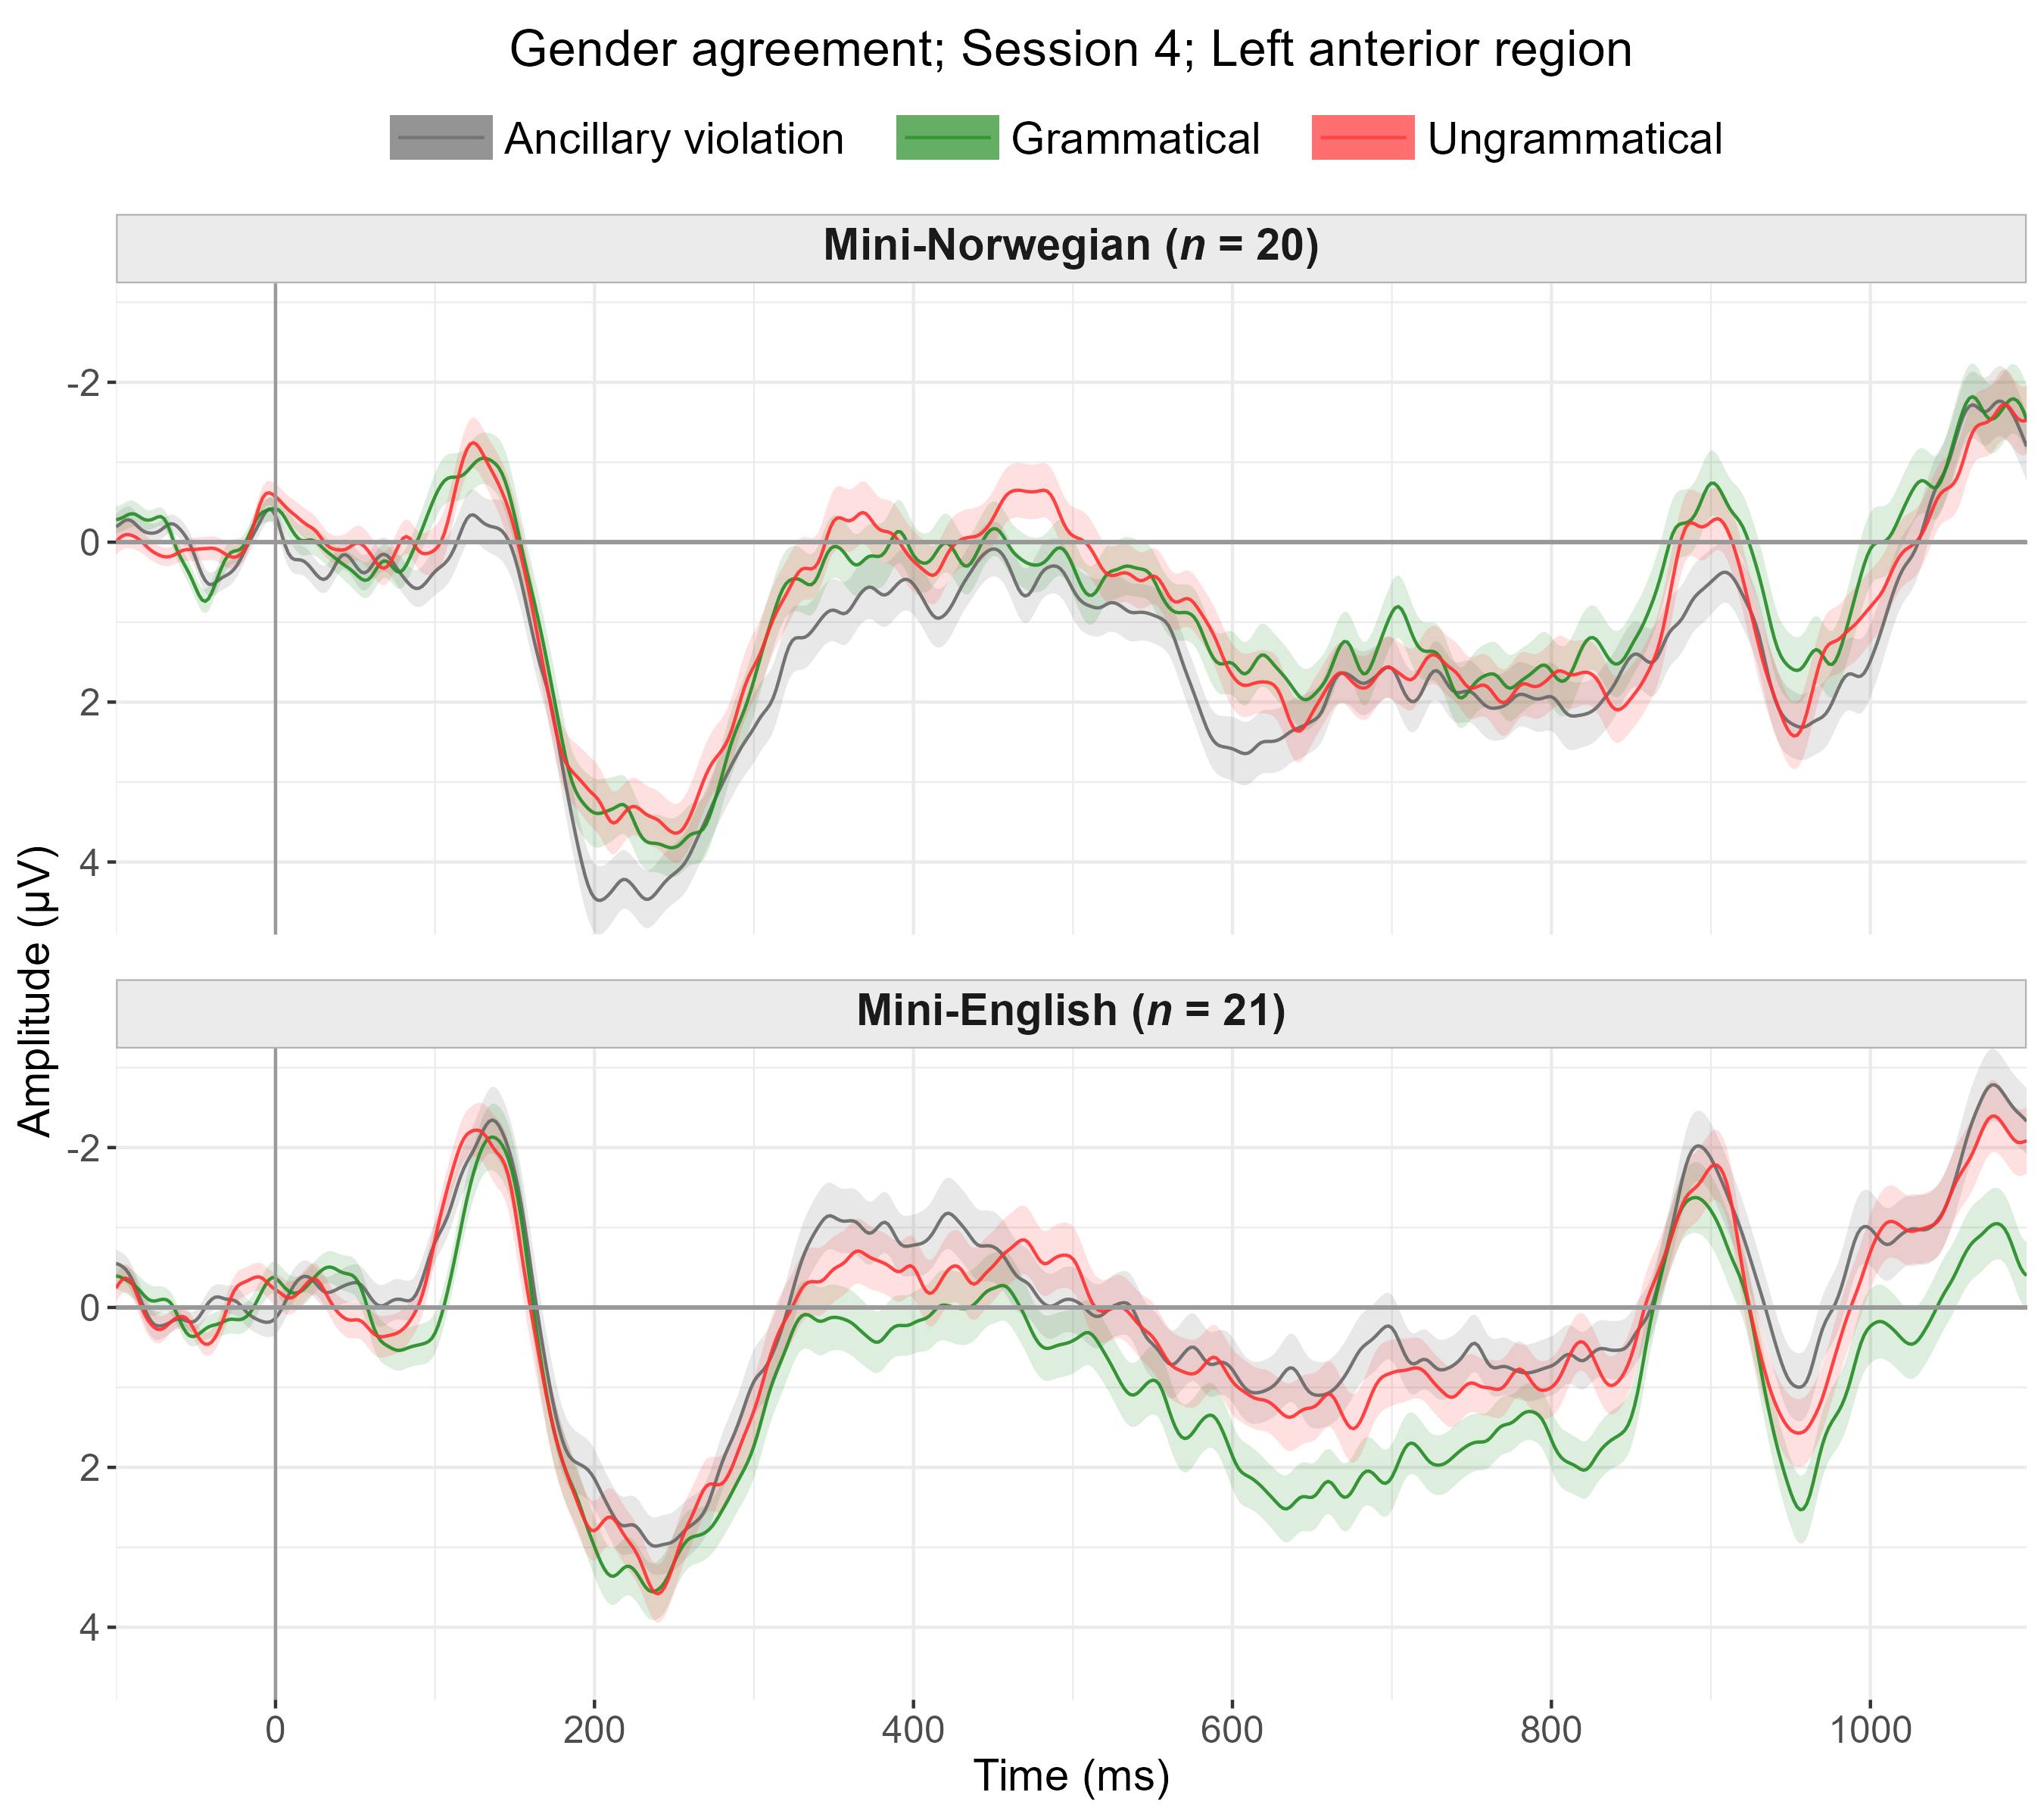 Gender agreement; Session 4; Left anterior region
Ancillary violation Grammatical Ungrammatical
Mini-Norwegian (n = 20)
-2
0
2
4
Mini-English (n = 21)
-2
0
2
4
Amplitude (µV)
0 200 400 600 800 1000
Time (ms)